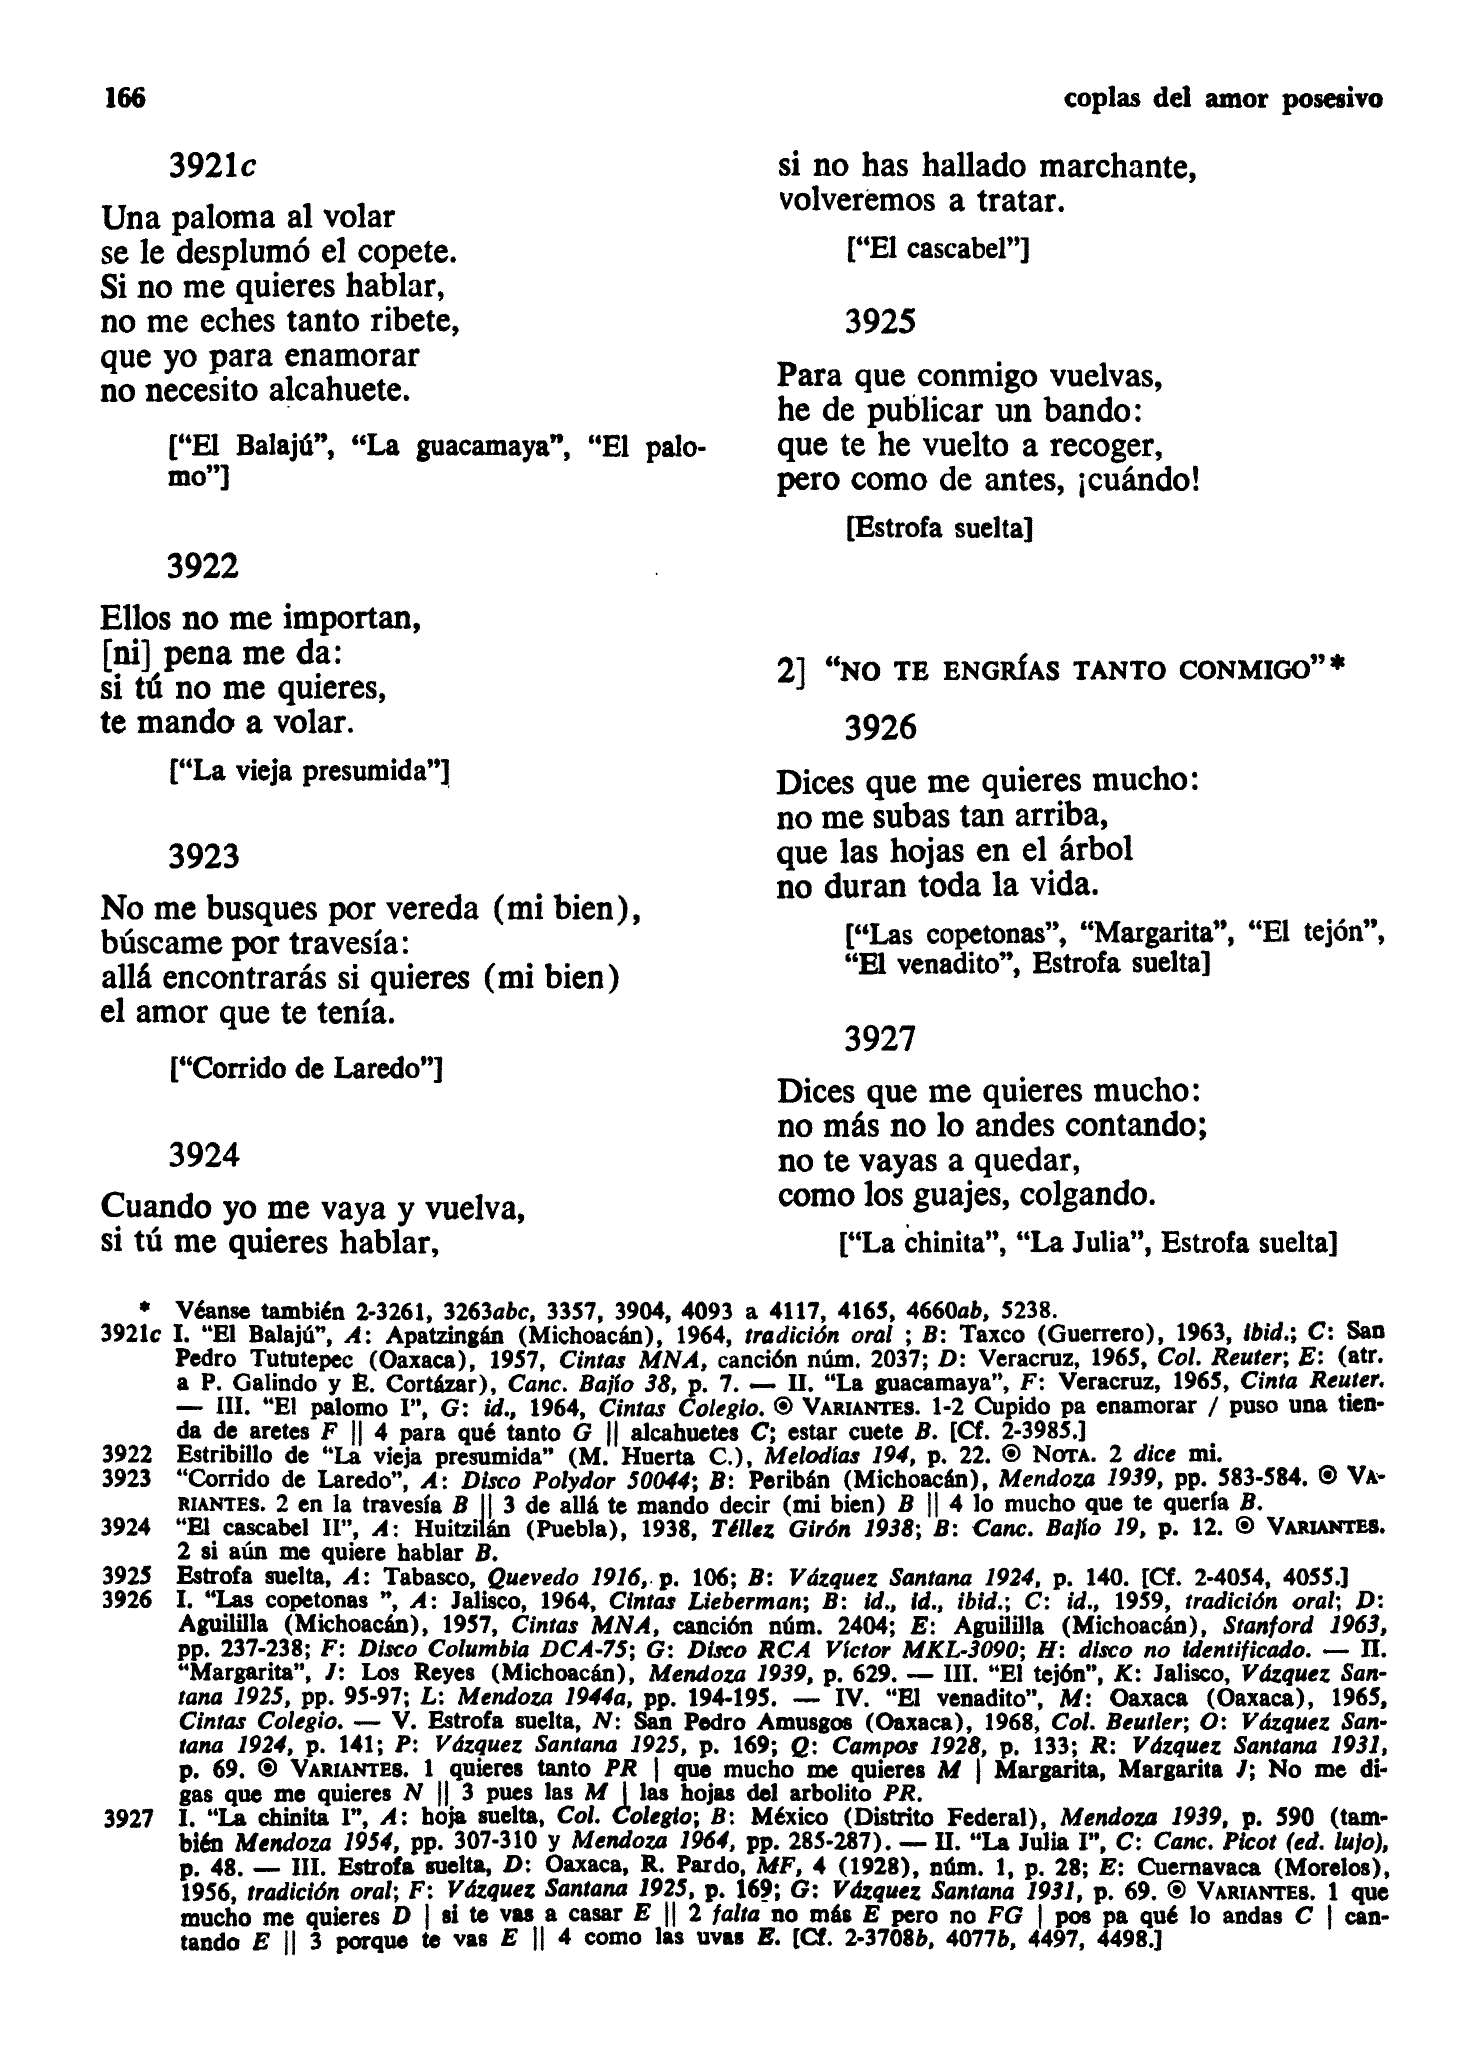 166
coplas del amor posesivo
3921c
Una paloma al volar
se le desplumó el copete.
Si no me quieres hablar,
no me eches tanto ribete,
que yo para enamorar
no necesito alcahuete.
[“El Balajú”, “La guacamaya”, “El palo-
mo”]
3922
Ellos no me importan,
[ni] pena me da:
si tú no me quieres,
te mando a volar.
[“La vieja presumida”]
3923
No me busques por vereda (mi bien),
búscame por travesía:
allá encontrarás si quieres (mi bien)
el amor que te tenía.
[“Corrido de Laredo”]
3924
Cuando yo me vaya y vuelva,
si tú me quieres hablar,
si no has hallado marchante,
volveremos a tratar.
[“El cascabel”]
3925
Para que conmigo vuelvas,
he de publicar un bando:
que te he vuelto a recoger,
pero como de antes, ¡cuándo!
[Estrofa suelta]
2] “NO TE ENGRÍAS TANTO CONMIGO”*
3926
Dices que me quieres mucho:
no me subas tan arriba,
que las hojas en el árbol
no duran toda la vida.
[“Las copetonas”, “Margarita”, “El tejón”,
“El venadito”, Estrofa suelta]
3927
Dices que me quieres mucho:
no más no lo andes contando;
no te vayas a quedar,
como los guajes, colgando.
[“La chinita”, “La Julia”, Estrofa suelta]
* Véanse también 2-3261, 3263abc, 3357, 3904, 4093 a 4117, 4165, 4660ab, 5238.
3921c I. “El Balajú”, A: Apatzingán (Michoacán), 1964, tradición oral ; B: Taxco (Guerrero), 1963, ibid.; C: San
Pedro Tututepec (Oaxaca), 1957, Cintas MNA, canción núm. 2037; D: Veracruz, 1965, Col. Reuter; E: (atr.
a P. Galindo y E. Cortázar), Canc. Bajío 38, p. 7. — II. “La guacamaya”, F: Veracruz, 1965, Cinta Reuter.
— III. “El palomo I”, G: id., 1964, Cintas Colegio. ⊙ VARIANTES. 1-2 Cupido pa enamorar / puso una tien-
da de aretes F || 4 para qué tanto G || alcahuetes C; estar cuete B. [Cf. 2-3985.]
3922 Estribillo de “La vieja presumida” (M. Huerta C.), Melodías 194, p. 22. ⊙ NOTA. 2 dice mi.
3923 “Corrido de Laredo”, A: Disco Polydor 50044; B: Peribán (Michoacán), Mendoza 1939, pp. 583-584. ⊙ VA-
RIANTES. 2 en la travesía B || 3 de allá te mando decir (mi bien) B || 4 lo mucho que te quería B.
3924 “El cascabel II”, A: Huitzilán (Puebla), 1938, Téllez Girón 1938; B: Canc. Bajío 19, p. 12. ⊙ VARIANTES.
2 si aún me quiere hablar B.
3925 Estrofa suelta, A: Tabasco, Quevedo 1916, p. 106; B: Vázquez Santana 1924, p. 140. [Cf. 2-4054, 4055.]
3926 I. “Las copetonas ”, A: Jalisco, 1964, Cintas Lieberman; B: id., id., ibid.; C: id., 1959, tradición oral; D:
Aguililla (Michoacán), 1957, Cintas MNA, canción núm. 2404; E: Aguililla (Michoacán), Stanford 1963,
pp. 237-238; F: Disco Columbia DCA-75; G: Disco RCA Víctor MKL-3090; H: disco no identificado. — II.
“Margarita”, J: Los Reyes (Michoacán), Mendoza 1939, p. 629. — III. “El tejón”, K: Jalisco, Vázquez San-
tana 1925, pp. 95-97; L: Mendoza 1944a, pp. 194-195. — IV. “El venadito”, M: Oaxaca (Oaxaca), 1965,
Cintas Colegio. — V. Estrofa suelta, N: San Pedro Amusgos (Oaxaca), 1968, Col. Beutler; O: Vázquez San-
tana 1924, p. 141; P: Vázquez Santana 1925, p. 169; Q: Campos 1928, p. 133; R: Vázquez Santana 1931,
p. 69. ⊙ VARIANTES. 1 quieres tanto PR | que mucho me quieres M | Margarita, Margarita J; No me di-
gas que me quieres N || 3 pues las M | las hojas del arbolito PR.
3927 I. “La chinita I”, A: hoja suelta, Col. Colegio; B: México (Distrito Federal), Mendoza 1939, p. 590 (tam-
bién Mendoza 1954, pp. 307-310 y Mendoza 1964, pp. 285-287). — II. “La Julia I”, C: Canc. Picot (ed. lujo),
p. 48. — III. Estrofa suelta, D: Oaxaca, R. Pardo, MF, 4 (1928), núm. 1, p. 28; E: Cuernavaca (Morelos),
1956, tradición oral; F: Vázquez Santana 1925, p. 169; G: Vázquez Santana 1931, p. 69. ⊙ VARIANTES. 1 que
mucho me quieres D | si te vas a casar E || 2 falta no más E pero no FG | pos pa qué lo andas C | can-
tando E || 3 porque te vas E || 4 como las uvas E. [Cf. 2-3708b, 4077b, 4497, 4498.]